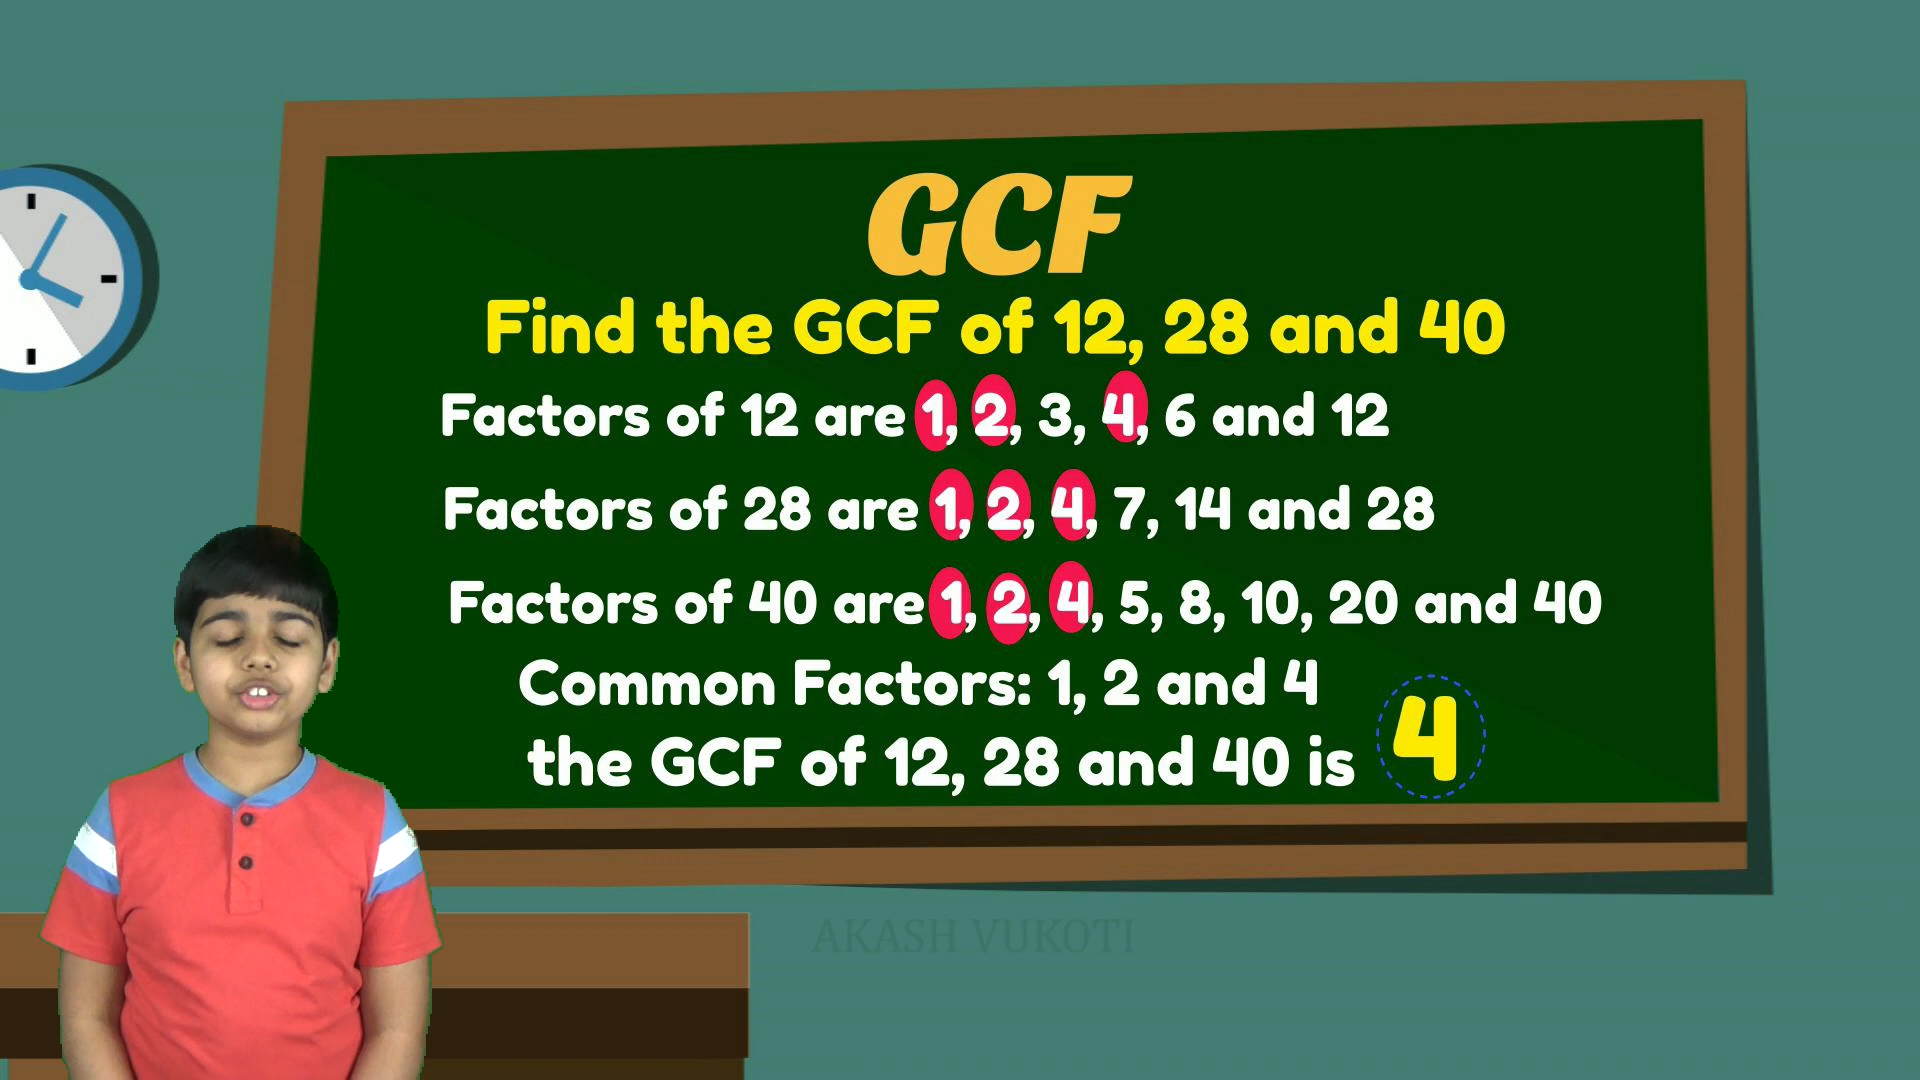 GCF
Find the GCF of 12, 28 and 40
Factors of 12 are 1, 2, 3, 4, 6 and 12
Factors of 28 are 1, 2, 4, 7, 14 and 28
Factors of 40 are 1, 2, 4, 5, 8, 10, 20 and 40
Common Factors: 1, 2 and 4
the GCF of 12, 28 and 40 is 4
AKASH VUKOTI